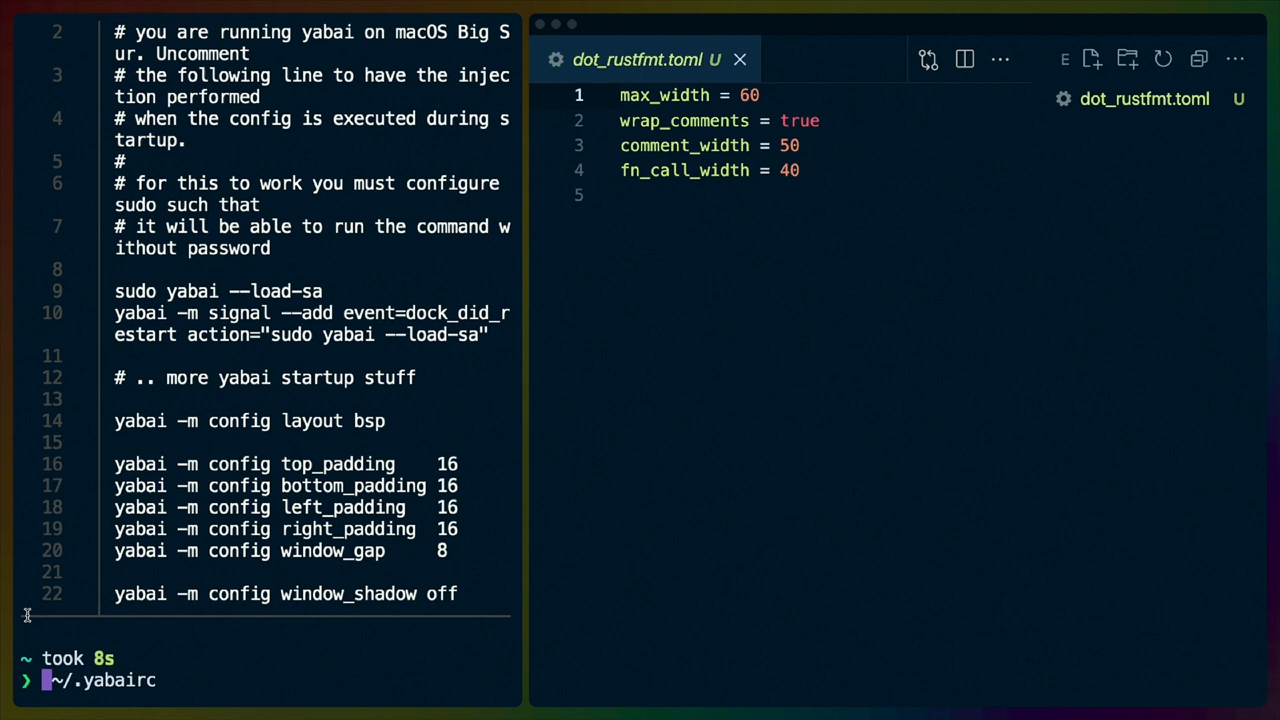 2 # you are running yabai on macOS Big S
ur. Uncomment
3 # the following line to have the injec
tion performed
4 # when the config is executed during s
tartup.
5 #
6 # for this to work you must configure
sudo such that
7 # it will be able to run the command w
ithout password
8
9 sudo yabai --load-sa
10 yabai -m signal --add event=dock_did_r
estart action="sudo yabai --load-sa"
11
12 # .. more yabai startup stuff
13
14 yabai -m config layout bsp
15
16 yabai -m config top_padding 16
17 yabai -m config bottom_padding 16
18 yabai -m config left_padding 16
19 yabai -m config right_padding 16
20 yabai -m config window_gap 8
21
22 yabai -m config window_shadow off
~ took 8s
❯ ~/.yabairc
dot_rustfmt.toml U
1 max_width = 60
2 wrap_comments = true
3 comment_width = 50
4 fn_call_width = 40
5
E
dot_rustfmt.toml U